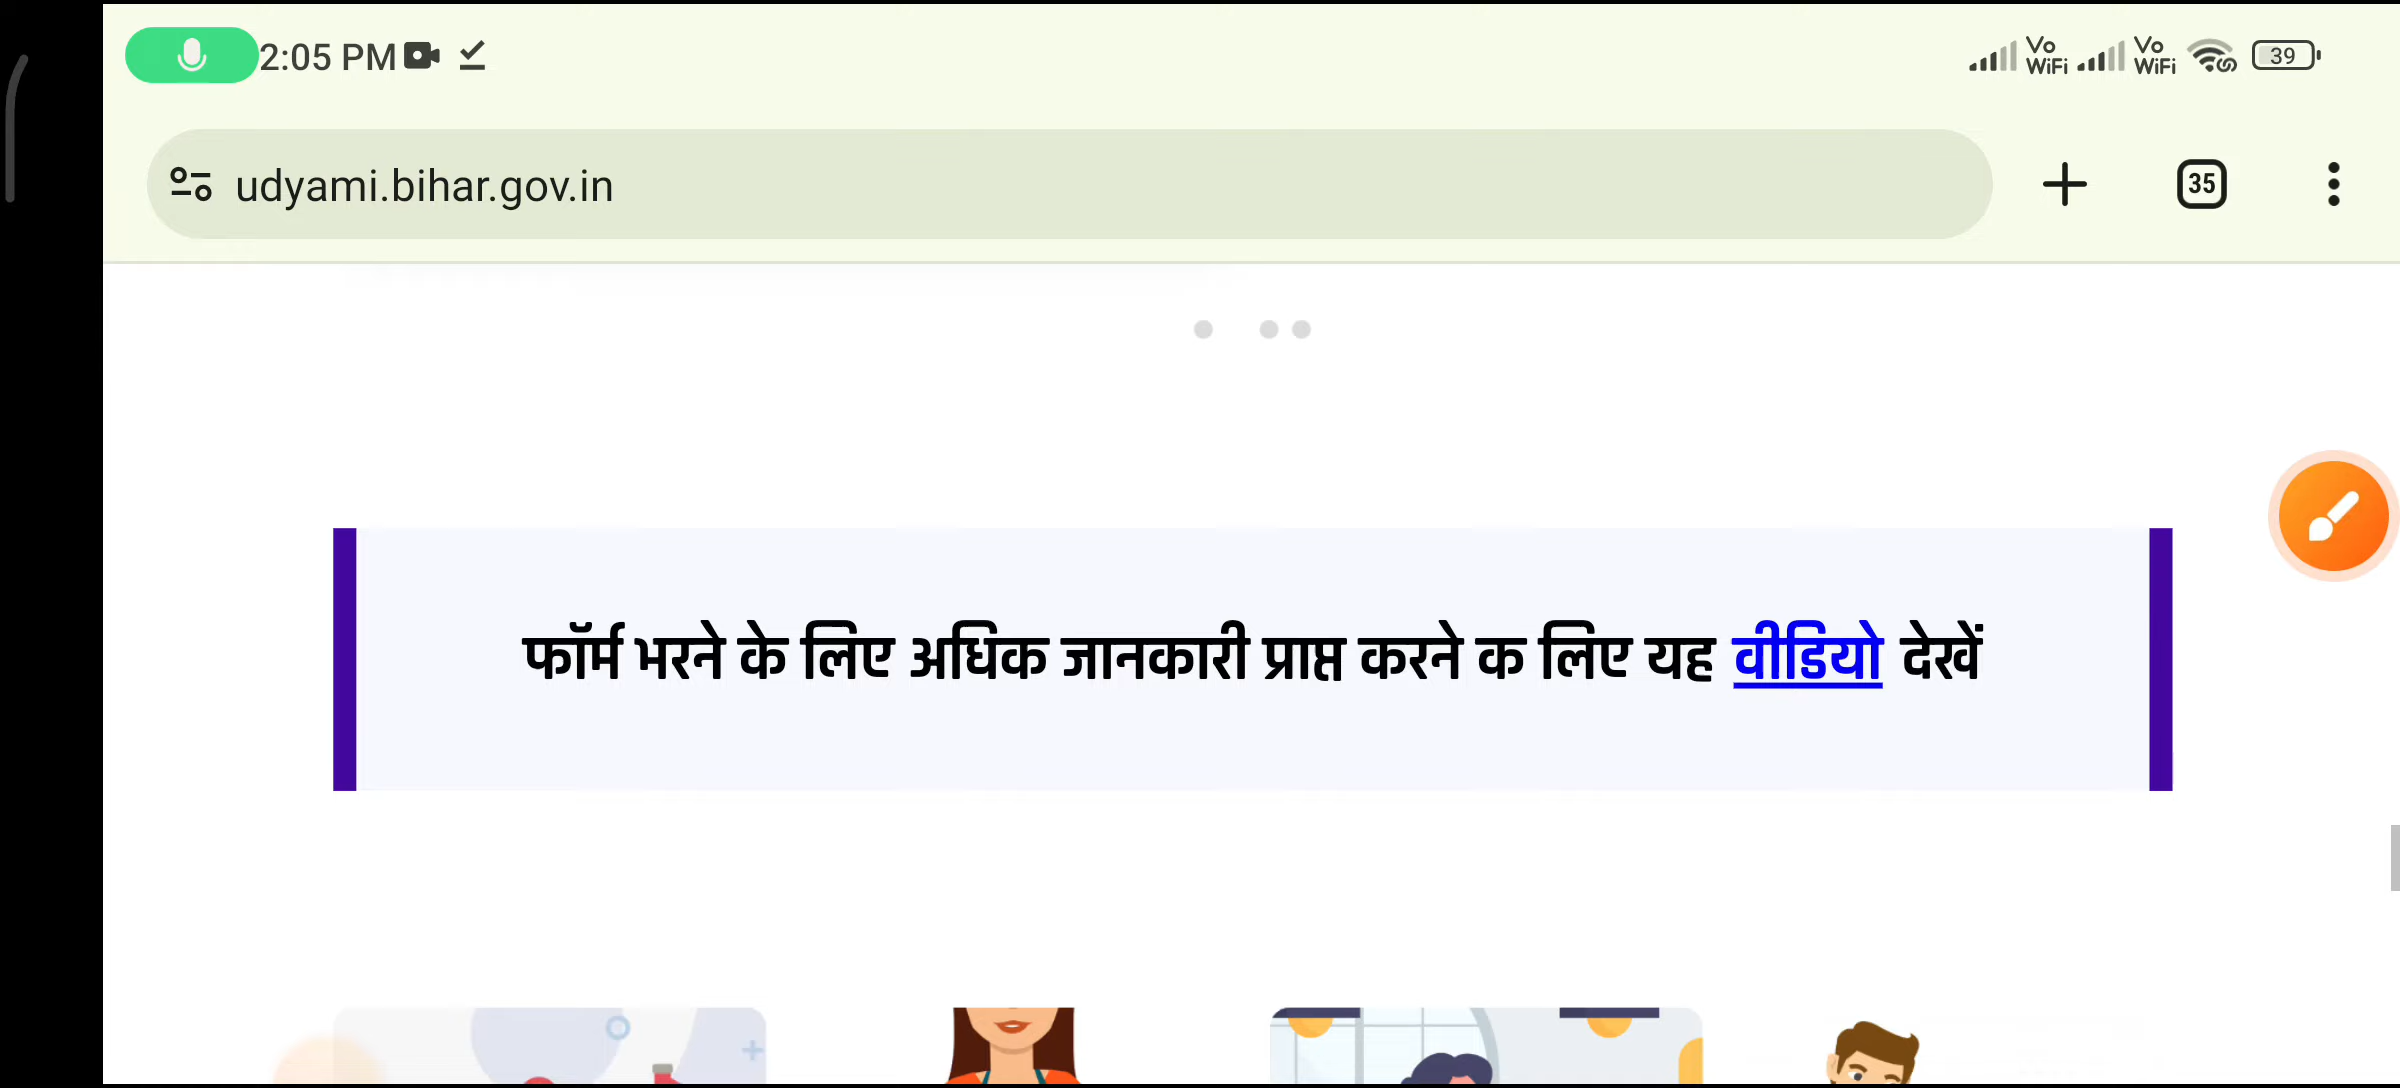 2:05 PM
Vo WiFi Vo WiFi 39
udyami.bihar.gov.in 35
फॉर्म भरने के लिए अधिक जानकारी प्राप्त करने क लिए यह वीडियो देखें